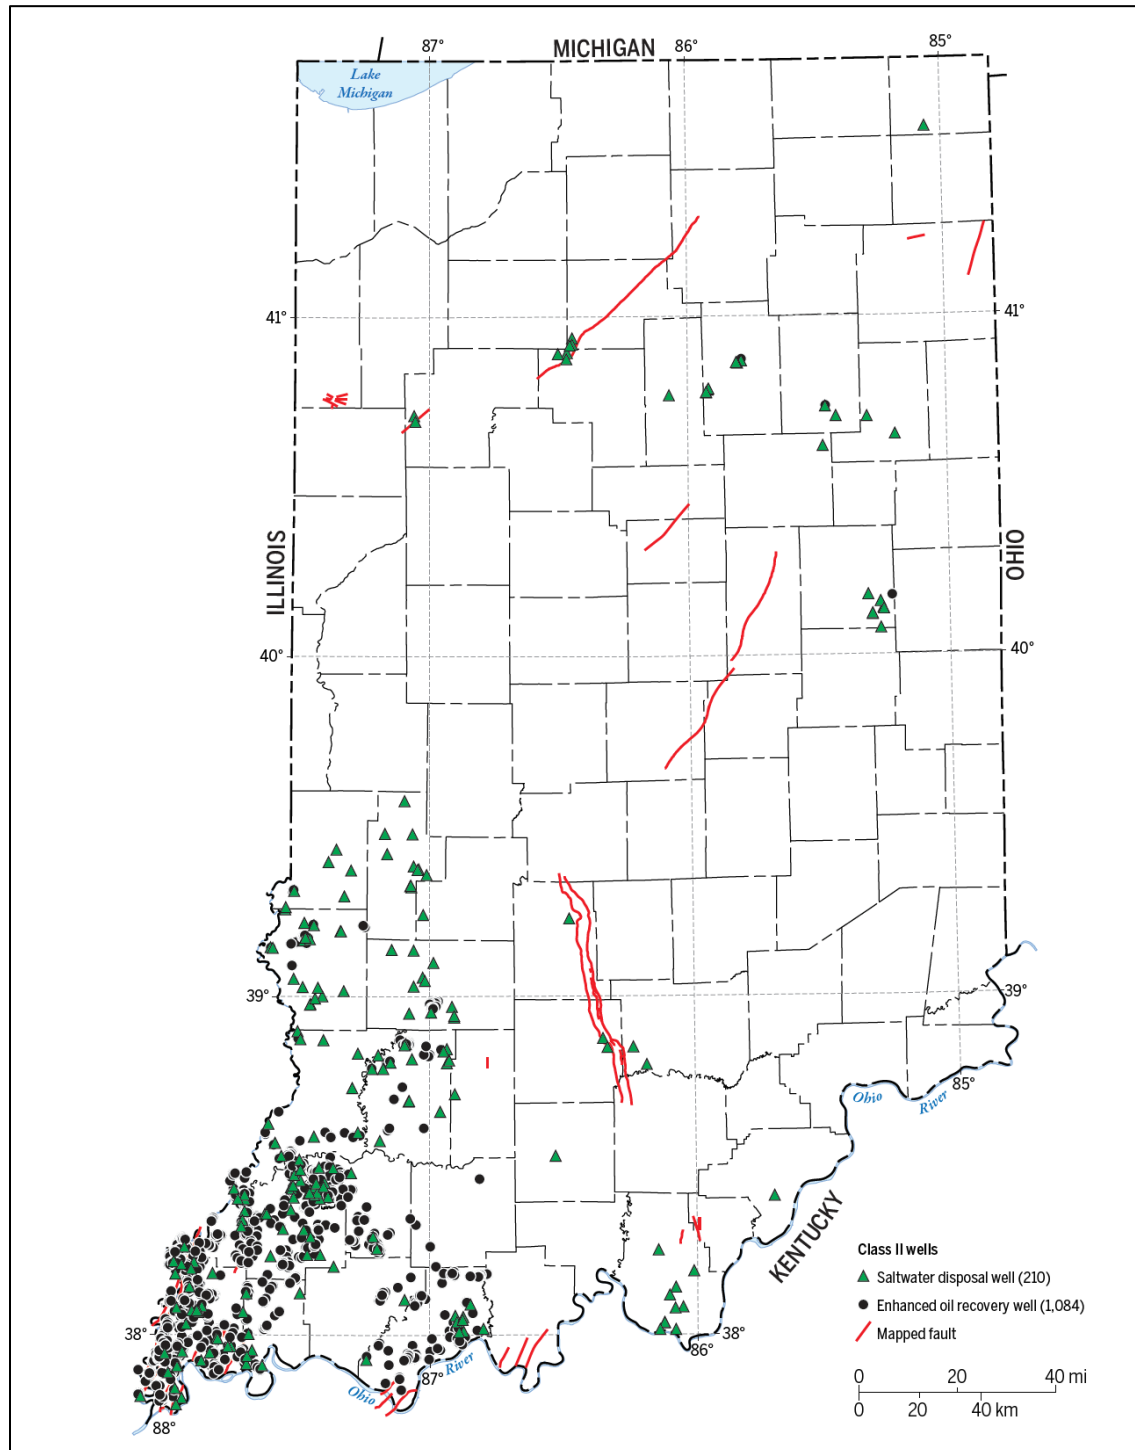 MICHIGAN
87°
86°
85°
Lake
Michigan
41°
41°
ILLINOIS
OHIO
40°
40°
39°
39°
85°
Ohio
River
KENTUCKY
Class II wells
Saltwater disposal well (210)
Enhanced oil recovery well (1,084)
Mapped fault
38°
38°
86°
87°
River
Ohio
88°
0 20 40 mi
0 20 40 km